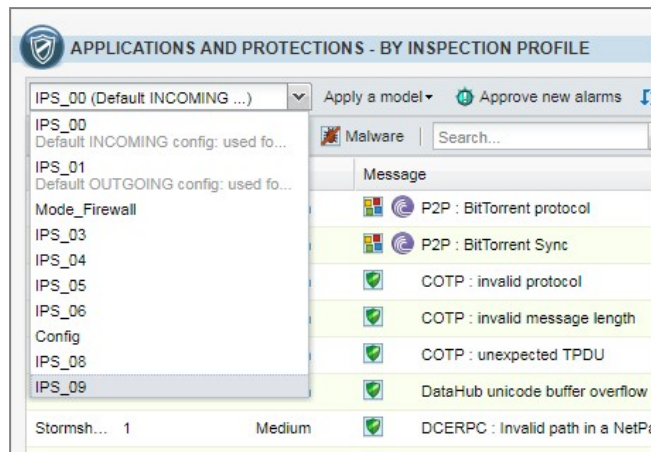 APPLICATIONS AND PROTECTIONS - BY INSPECTION PROFILE
IPS_00 (Default INCOMING ...) Apply a model Approve new alarms
IPS_00
Default INCOMING config: used fo...
IPS_01
Default OUTGOING config: used fo...
Mode_Firewall
IPS_03
IPS_04
IPS_05
IPS_06
Config
IPS_08
IPS_09
Malware Search...
Message
P2P : BitTorrent protocol
P2P : BitTorrent Sync
COTP : invalid protocol
COTP : invalid message length
COTP : unexpected TPDU
DataHub unicode buffer overflow
Stormsh... 1 Medium DCERPC : Invalid path in a NetPa